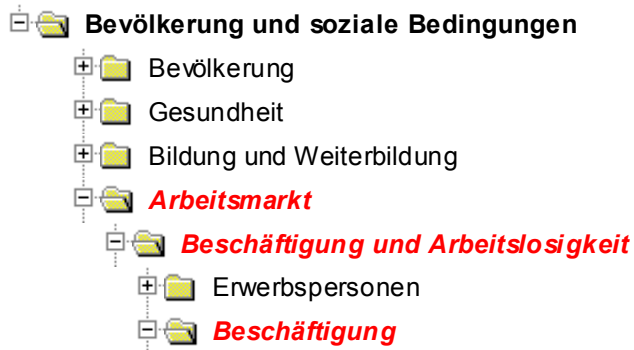 Bevölkerung und soziale Bedingungen
Bevölkerung
Gesundheit
Bildung und Weiterbildung
Arbeitsmarkt
Beschäftigung und Arbeitslosigkeit
Erwerbspersonen
Beschäftigung